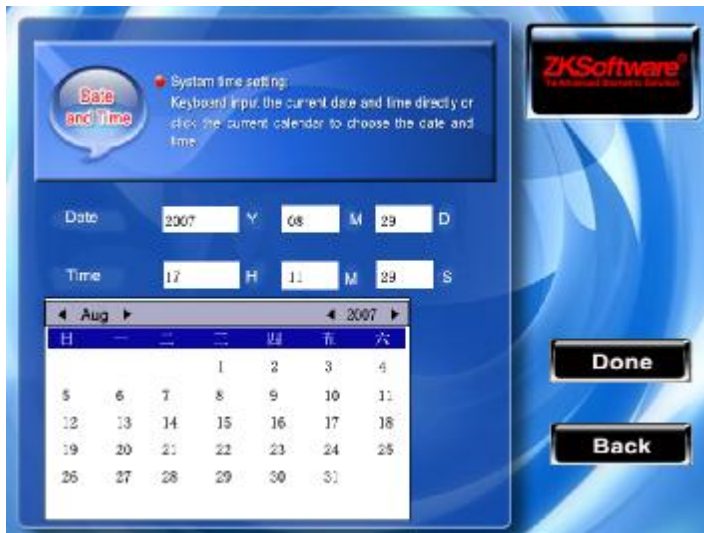 Date
and Time
System time setting:
Keyboard input the current date and time directly or
click the current calendar to choose the date and
time
ZKSoftware®
Date 2007 Y 08 M 29 D
Time 17 H 11 M 29 S
Aug 2007
日 一 二 三 四 五 六
1 2 3 4
5 6 7 8 9 10 11
12 13 14 15 16 17 18
19 20 21 22 23 24 25
26 27 28 29 30 31
Done
Back